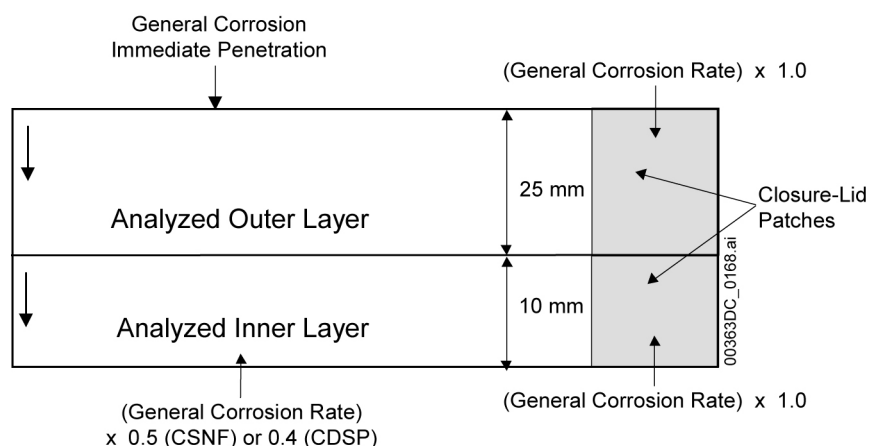 General Corrosion
Immediate Penetration
(General Corrosion Rate) x 1.0
25 mm
Analyzed Outer Layer
Closure-Lid
Patches
10 mm
Analyzed Inner Layer
00363DC_0168.ai
(General Corrosion Rate)
x 0.5 (CSNF) or 0.4 (CDSP)
(General Corrosion Rate) x 1.0